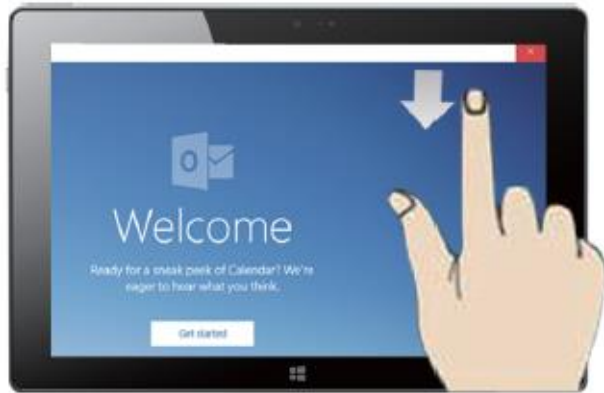 Welcome
Ready for a sneak peek of Calendar? We're
eager to hear what you think.
Get started